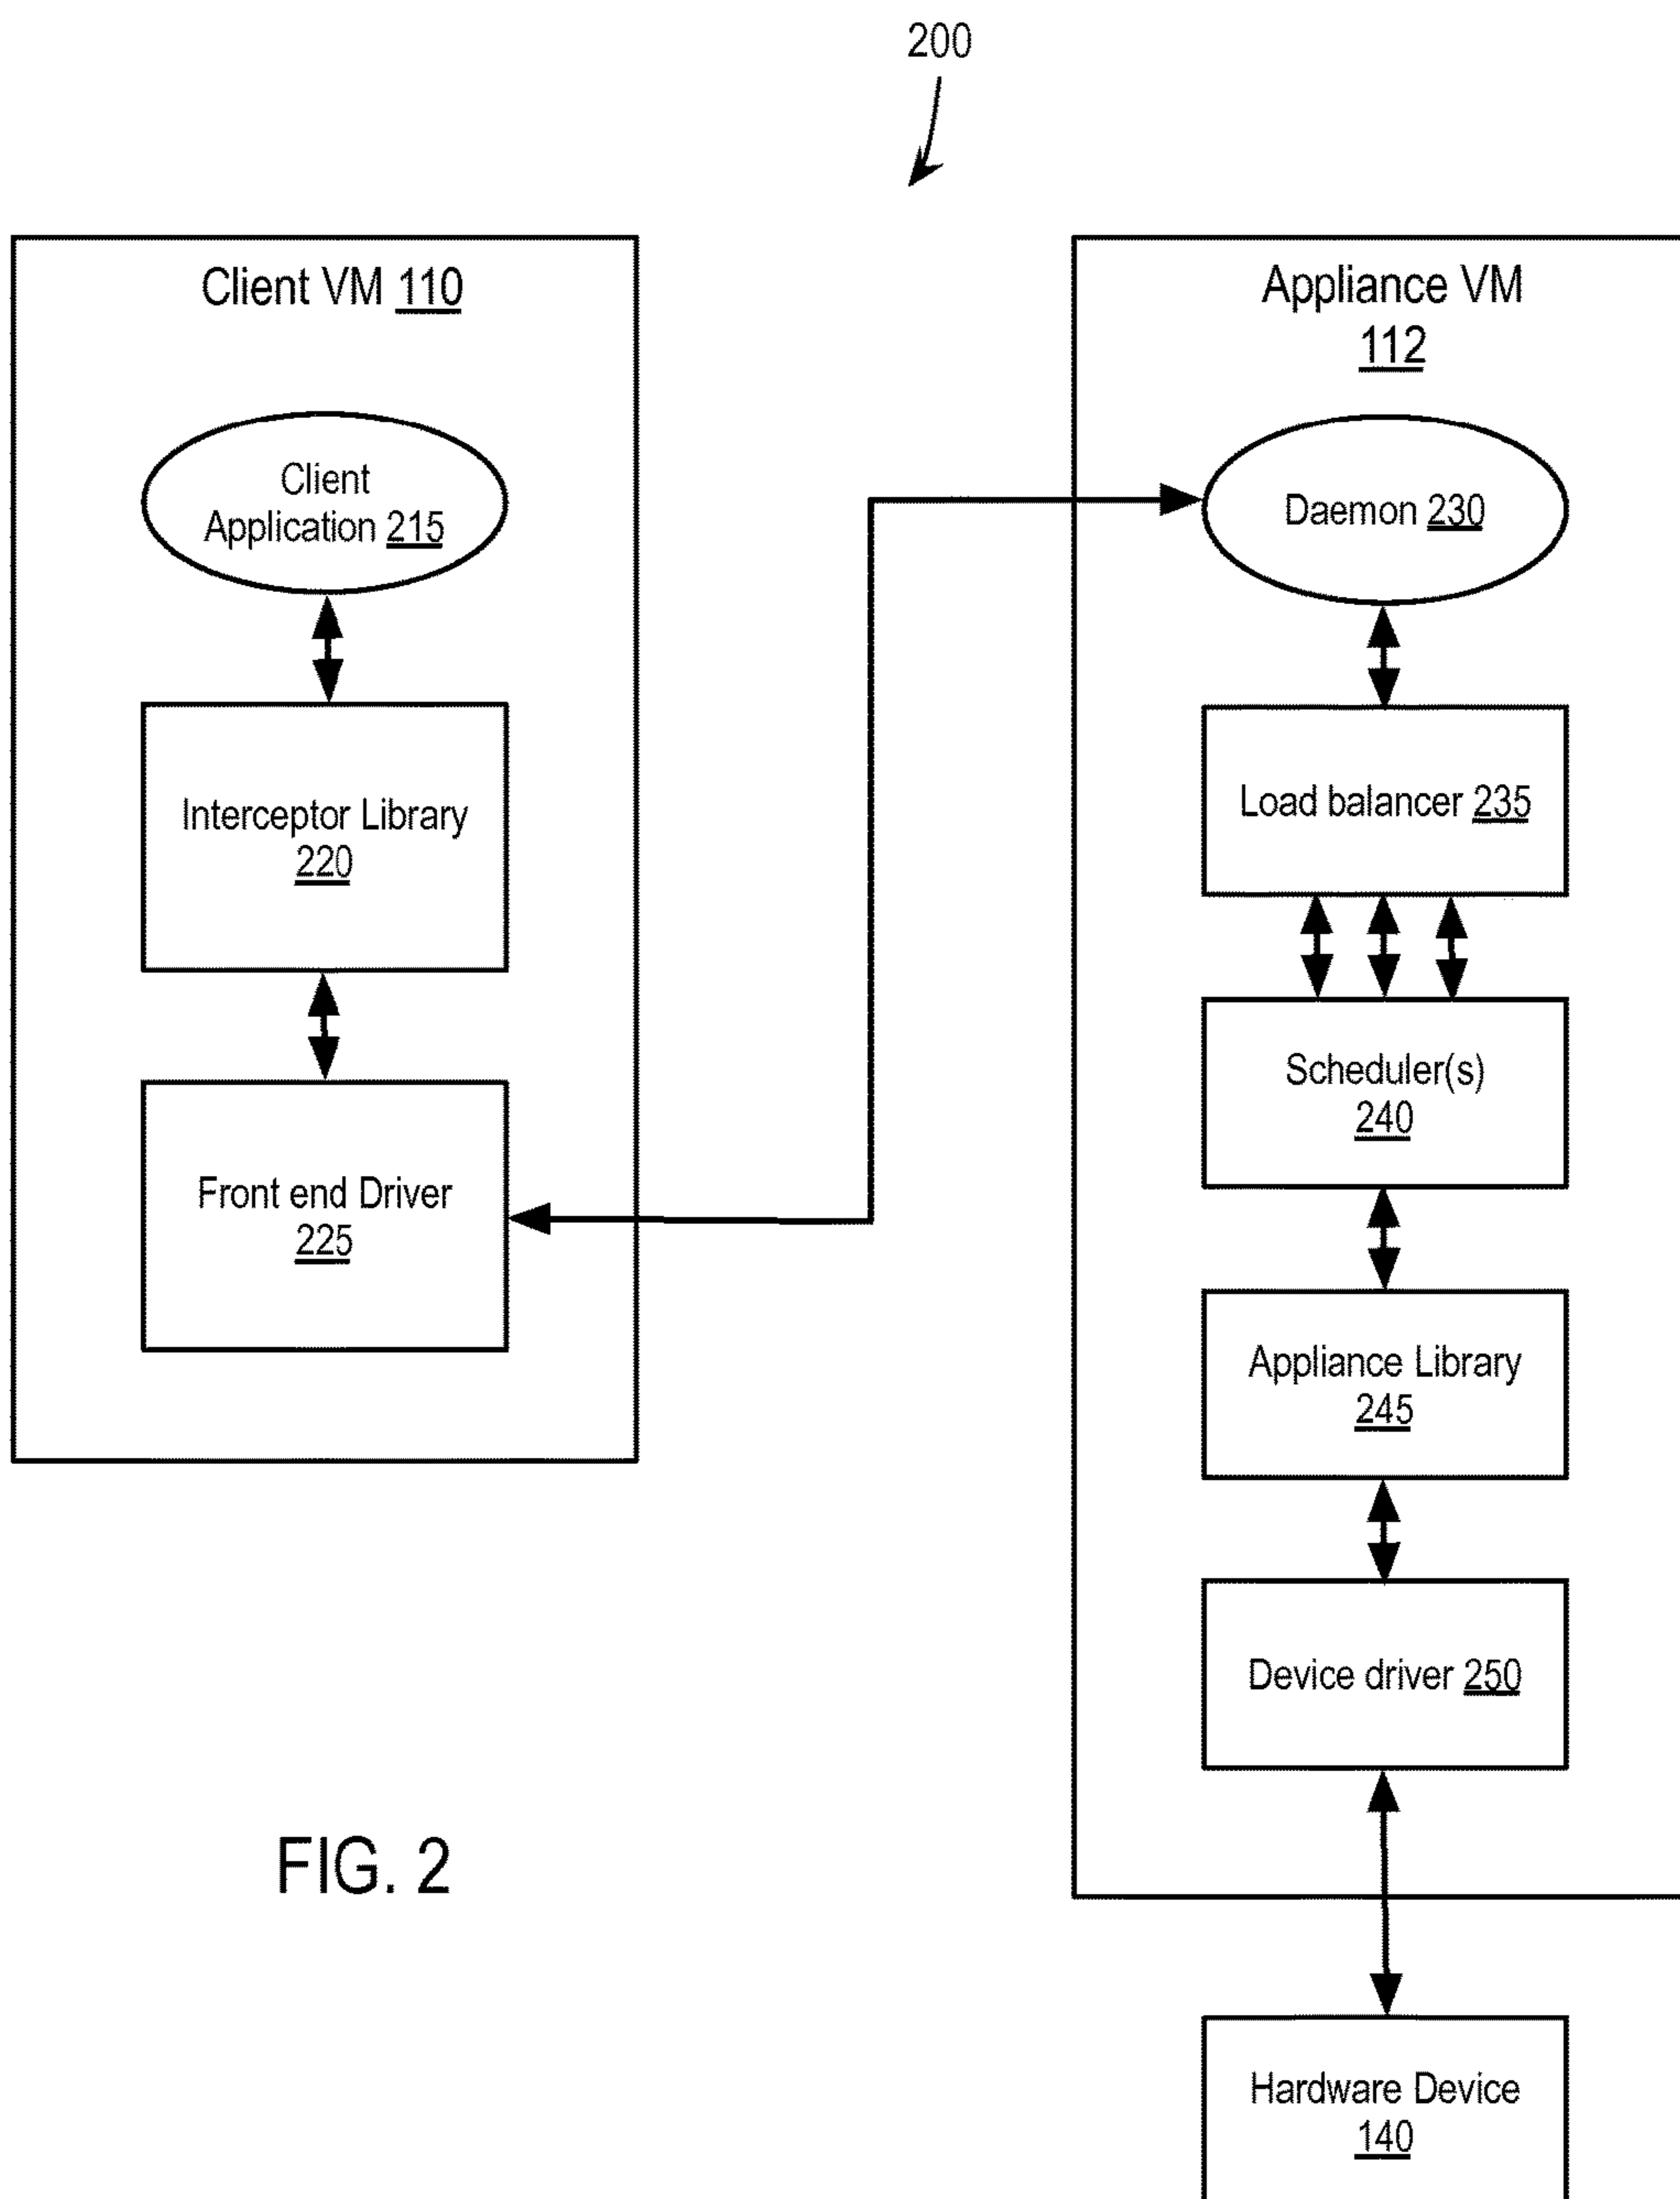 200
Client VM 110
Client
Application 215
Interceptor Library
220
Front end Driver
225
Appliance VM
112
Daemon 230
Load balancer 235
Scheduler(s)
240
Appliance Library
245
Device driver 250
Hardware Device
140
FIG. 2